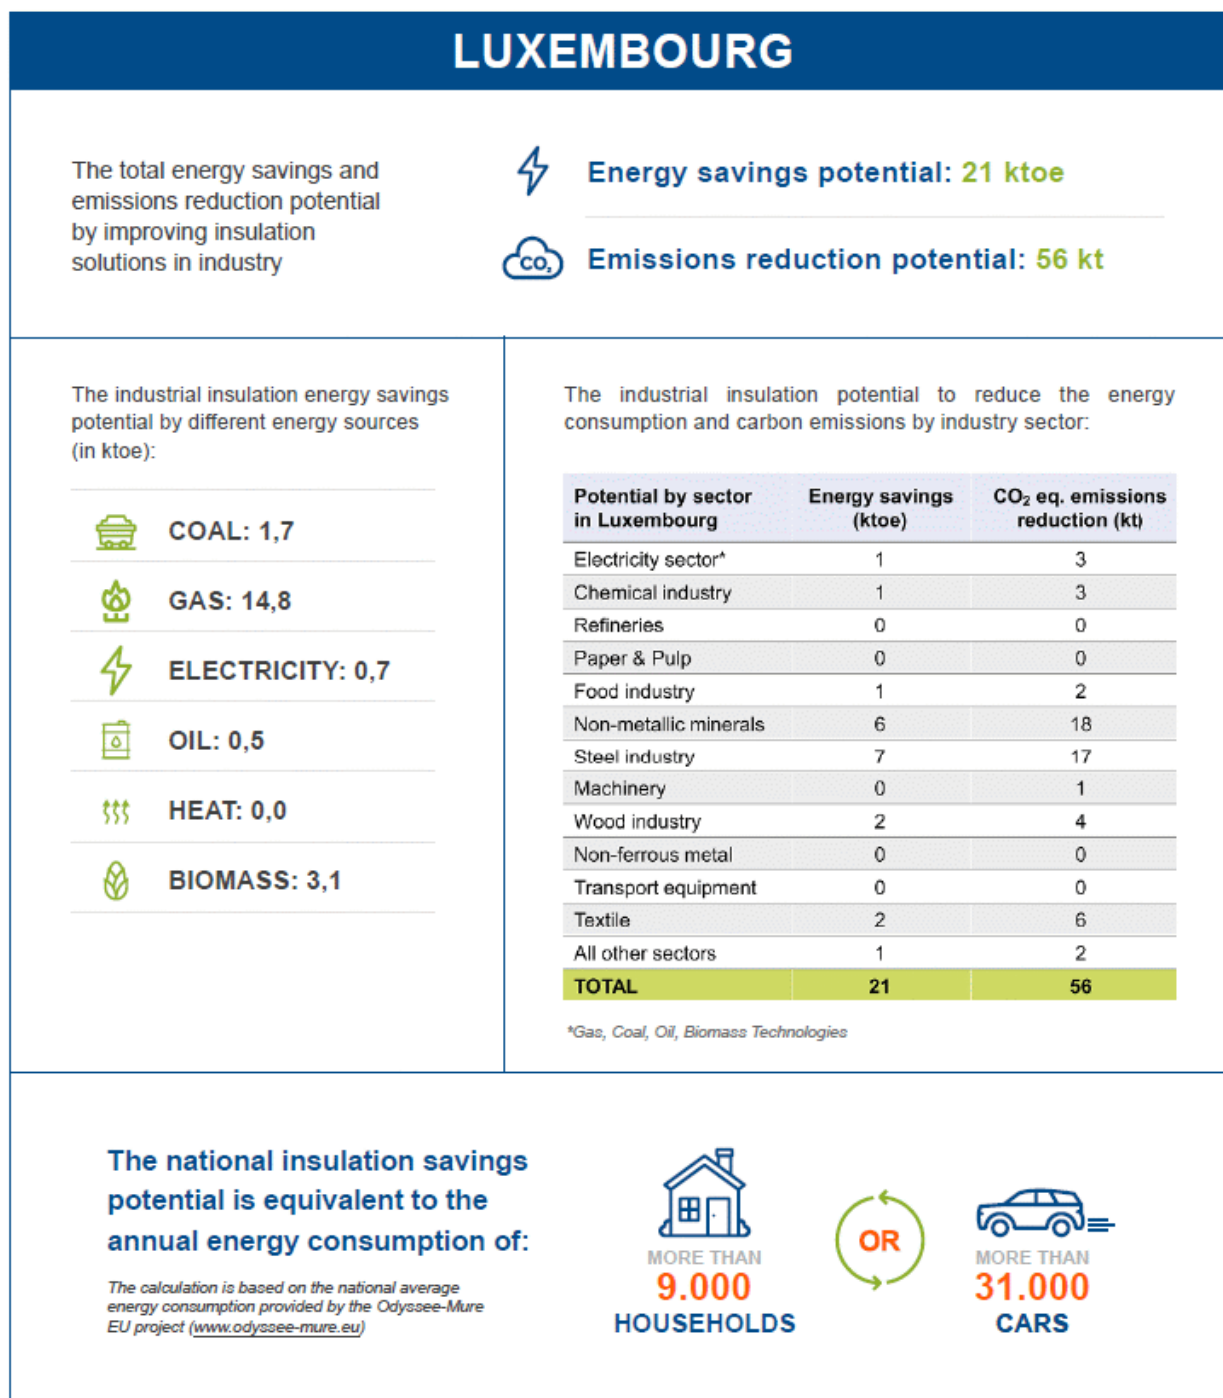 LUXEMBOURG
The total energy savings and
emissions reduction potential
by improving insulation
solutions in industry
Energy savings potential: 21 ktoe
CO₂
Emissions reduction potential: 56 kt
The industrial insulation energy savings
potential by different energy sources
(in ktoe):
COAL: 1,7
GAS: 14,8
ELECTRICITY: 0,7
OIL: 0,5
HEAT: 0,0
BIOMASS: 3,1
The industrial insulation potential to reduce the energy
consumption and carbon emissions by industry sector:
Potential by sector Energy savings CO₂ eq. emissions
in Luxembourg (ktoe) reduction (kt)
Electricity sector* 1 3
Chemical industry 1 3
Refineries 0 0
Paper & Pulp 0 0
Food industry 1 2
Non-metallic minerals 6 18
Steel industry 7 17
Machinery 0 1
Wood industry 2 4
Non-ferrous metal 0 0
Transport equipment 0 0
Textile 2 6
All other sectors 1 2
TOTAL 21 56
*Gas, Coal, Oil, Biomass Technologies
The national insulation savings
potential is equivalent to the
annual energy consumption of:
The calculation is based on the national average
energy consumption provided by the Odyssee-Mure
EU project (www.odyssee-mure.eu)
MORE THAN
9.000
HOUSEHOLDS
OR
MORE THAN
31.000
CARS